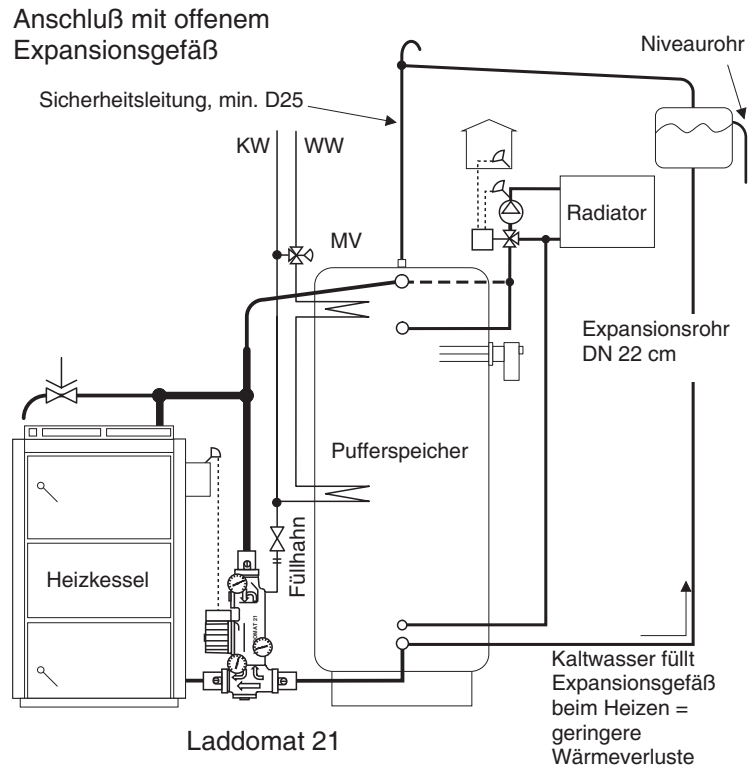 Anschluß mit offenem
Expansionsgefäß
Niveaurohr
Sicherheitsleitung, min. D25
KW
WW
MV
Radiator
Expansionsrohr
DN 22 cm
Pufferspeicher
Heizkessel
Füllhahn
Kaltwasser füllt
Expansionsgefäß
beim Heizen =
geringere
Wärmeverluste
Laddomat 21